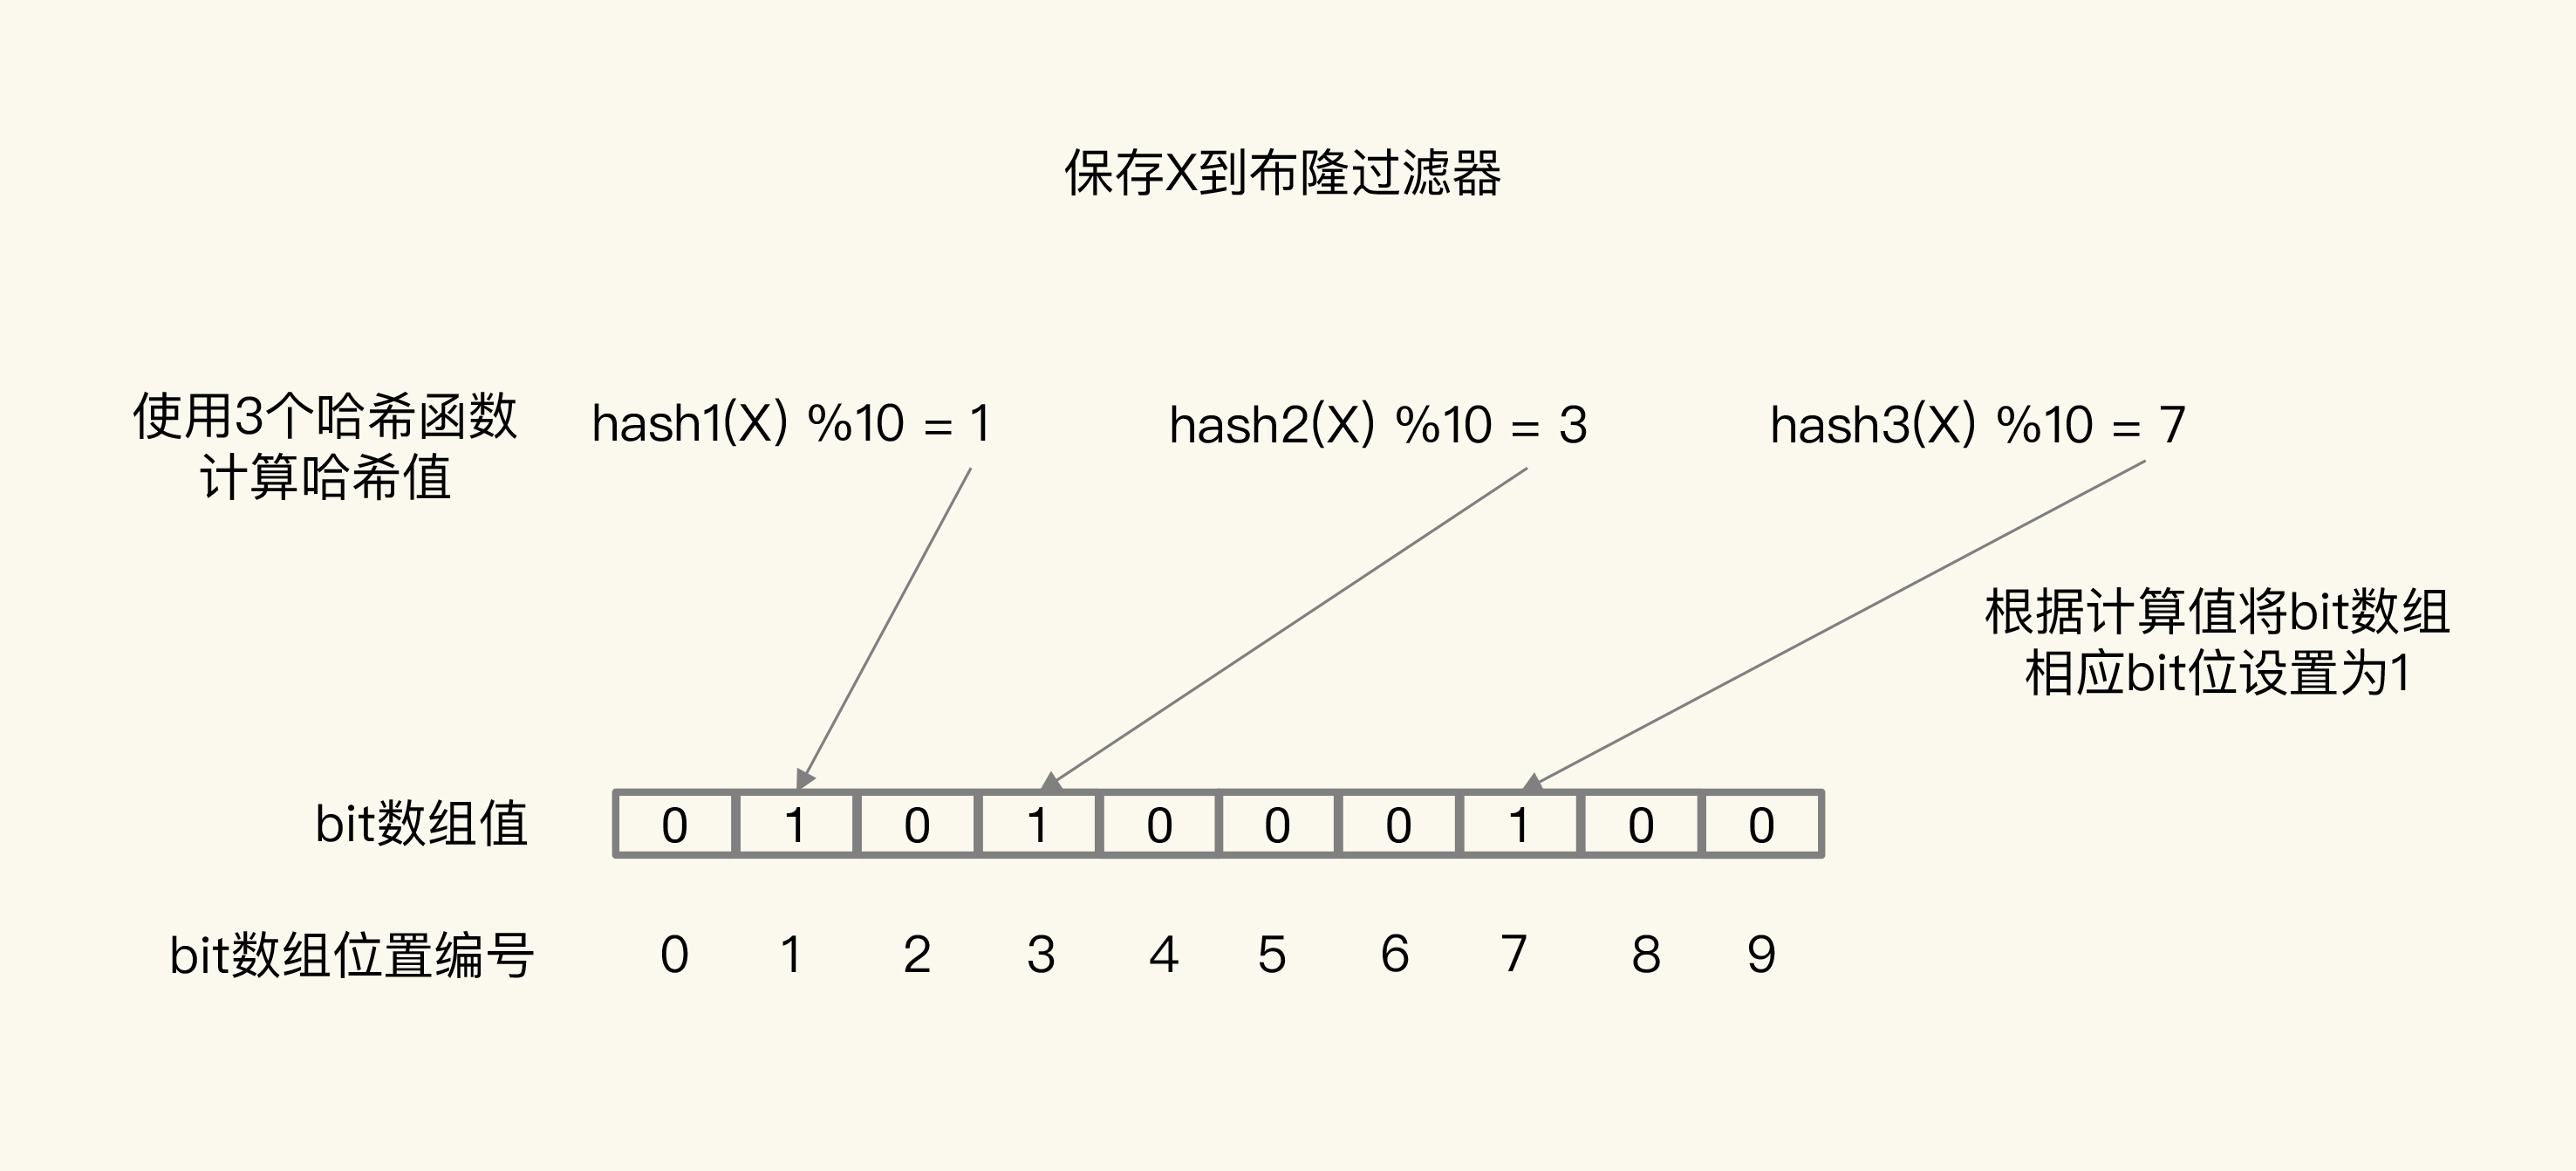 保存X到布隆过滤器
使用3个哈希函数
计算哈希值
hash1(X) %10 = 1
hash2(X) %10 = 3
hash3(X) %10 = 7
根据计算值将bit数组
相应bit位设置为1
bit数组值
0 1 0 1 0 0 0 1 0 0
bit数组位置编号
0 1 2 3 4 5 6 7 8 9